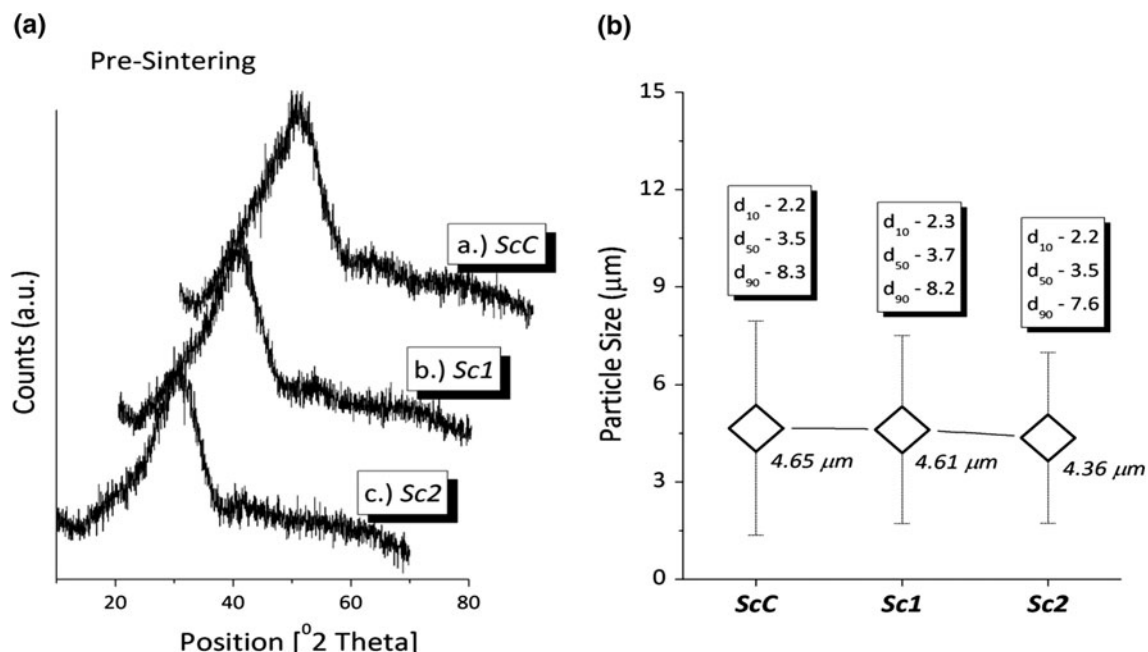 (a)
Pre-Sintering
Counts (a.u.)
a.) ScC
b.) Sc1
c.) Sc2
20 40 60 80
Position [⁰2 Theta]
(b)
Particle Size (µm)
15
12
9
6
3
0
d₁₀ - 2.2
d₅₀ - 3.5
d₉₀ - 8.3
d₁₀ - 2.3
d₅₀ - 3.7
d₉₀ - 8.2
d₁₀ - 2.2
d₅₀ - 3.5
d₉₀ - 7.6
4.65 µm
4.61 µm
4.36 µm
ScC Sc1 Sc2